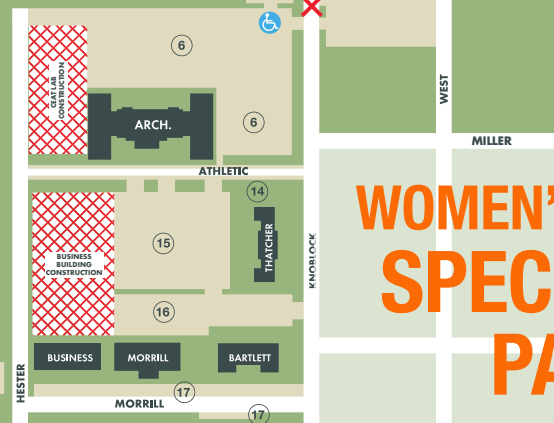 6
CEAT LAB
CONSTRUCTION
WEST
ARCH.
6
MILLER
ATHLETIC
14
WOMEN'
THATCHER
15
KNOBLOCK
BUSINESS
BUILDING
CONSTRUCTION
SPEC
16
PA
BUSINESS
MORRILL
BARTLETT
HESTER
17
MORRILL
17